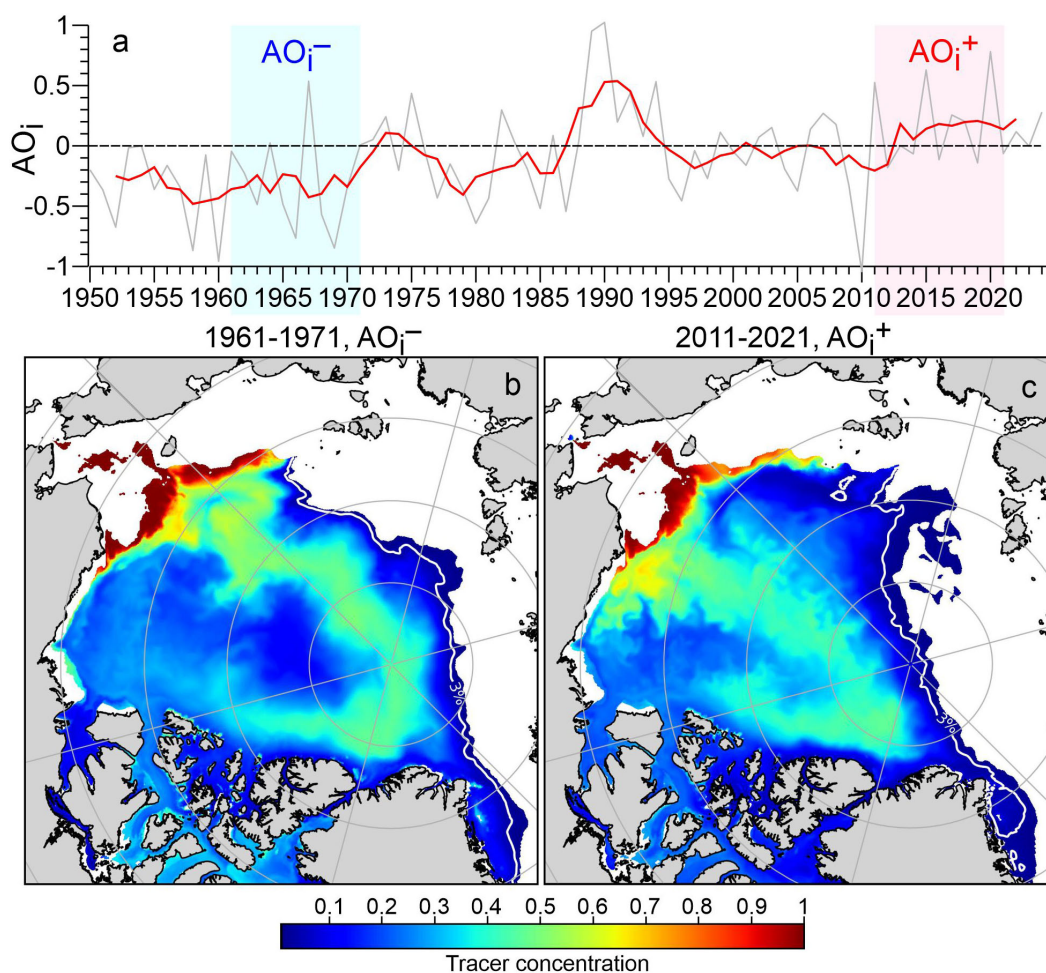 a
AOi−
AOi+
AOi
1
0.5
0
-0.5
-1
1950 1955 1960 1965 1970 1975 1980 1985 1990 1995 2000 2005 2010 2015 2020
1961-1971, AOi−
2011-2021, AOi+
b
c
3%
3%
0.1 0.2 0.3 0.4 0.5 0.6 0.7 0.8 0.9 1
Tracer concentration